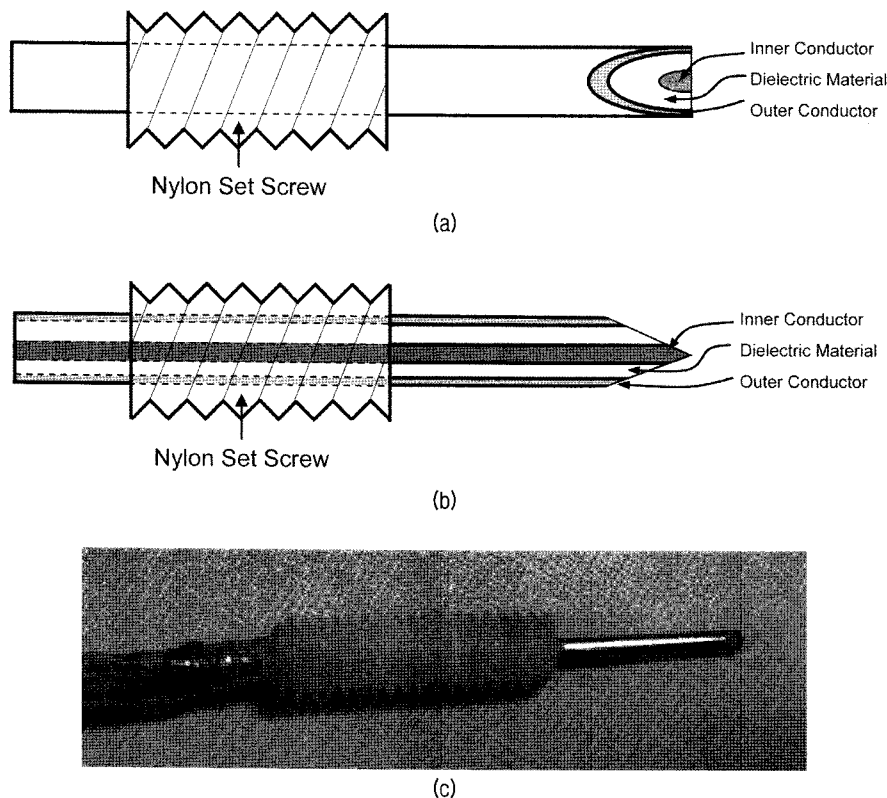 Inner Conductor
Dielectric Material
Outer Conductor
Nylon Set Screw
(a)
Inner Conductor
Dielectric Material
Outer Conductor
Nylon Set Screw
(b)
(c)